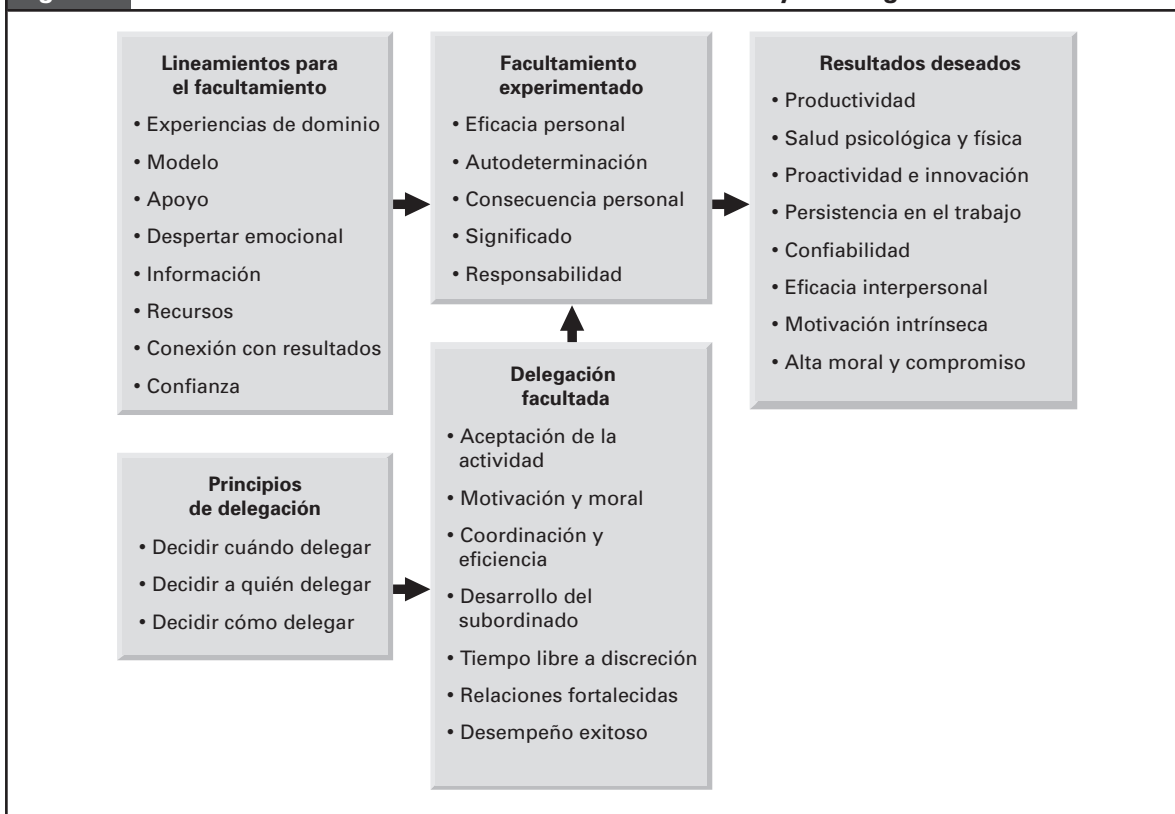 Lineamientos para
el facultamiento
• Experiencias de dominio
• Modelo
• Apoyo
• Despertar emocional
• Información
• Recursos
• Conexión con resultados
• Confianza
Facultamiento
experimentado
• Eficacia personal
• Autodeterminación
• Consecuencia personal
• Significado
• Responsabilidad
Resultados deseados
• Productividad
• Salud psicológica y física
• Proactividad e innovación
• Persistencia en el trabajo
• Confiabilidad
• Eficacia interpersonal
• Motivación intrínseca
• Alta moral y compromiso
Principios
de delegación
• Decidir cuándo delegar
• Decidir a quién delegar
• Decidir cómo delegar
Delegación
facultada
• Aceptación de la
actividad
• Motivación y moral
• Coordinación y
eficiencia
• Desarrollo del
subordinado
• Tiempo libre a discreción
• Relaciones fortalecidas
• Desempeño exitoso